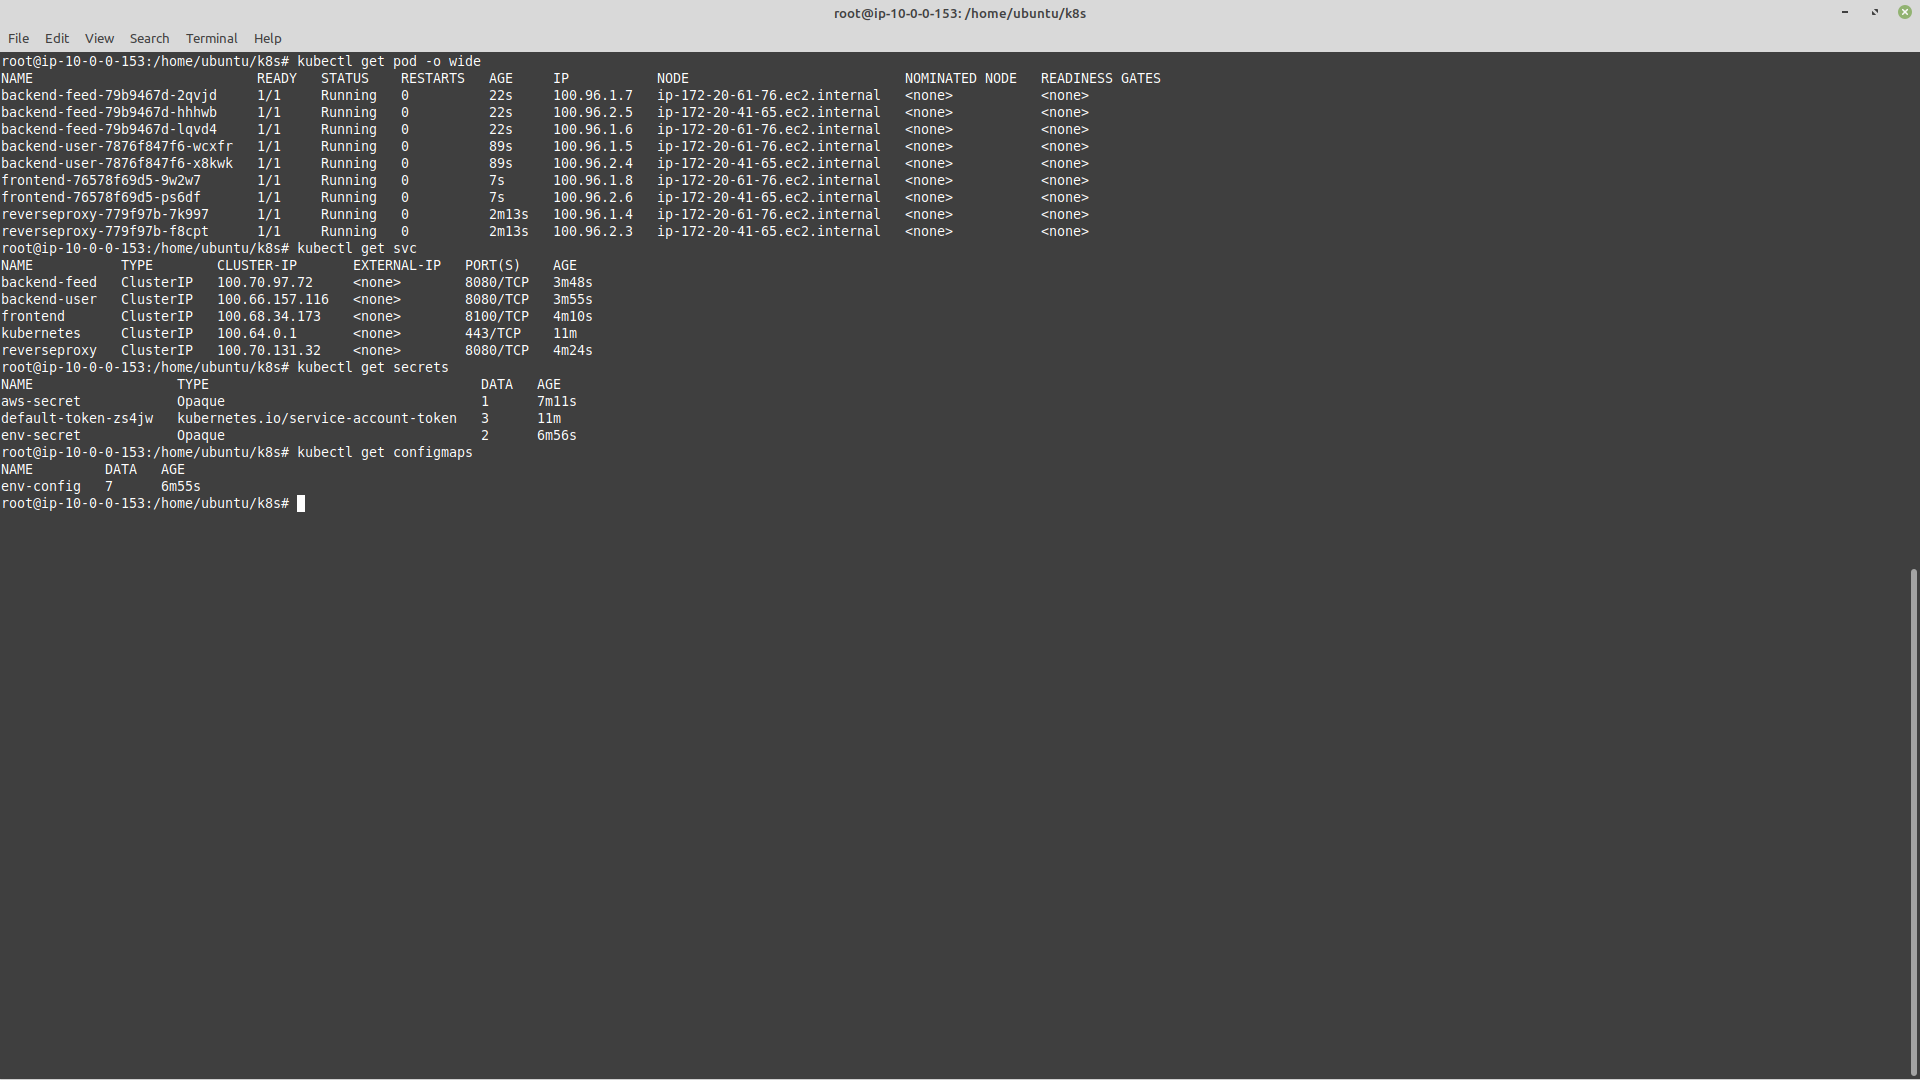 root@ip-10-0-0-153: /home/ubuntu/k8s
File Edit View Search Terminal Help
root@ip-10-0-0-153:/home/ubuntu/k8s# kubectl get pod -o wide
NAME                            READY   STATUS    RESTARTS   AGE     IP           NODE                           NOMINATED NODE   READINESS GATES
backend-feed-79b9467d-2qvjd     1/1     Running   0          22s     100.96.1.7   ip-172-20-61-76.ec2.internal   <none>           <none>
backend-feed-79b9467d-hhhwb     1/1     Running   0          22s     100.96.2.5   ip-172-20-41-65.ec2.internal   <none>           <none>
backend-feed-79b9467d-lqvd4     1/1     Running   0          22s     100.96.1.6   ip-172-20-61-76.ec2.internal   <none>           <none>
backend-user-7876f847f6-wcxfr   1/1     Running   0          89s     100.96.1.5   ip-172-20-61-76.ec2.internal   <none>           <none>
backend-user-7876f847f6-x8kwk   1/1     Running   0          89s     100.96.2.4   ip-172-20-41-65.ec2.internal   <none>           <none>
frontend-76578f69d5-9w2w7       1/1     Running   0          7s      100.96.1.8   ip-172-20-61-76.ec2.internal   <none>           <none>
frontend-76578f69d5-ps6df       1/1     Running   0          7s      100.96.2.6   ip-172-20-41-65.ec2.internal   <none>           <none>
reverseproxy-779f97b-7k997      1/1     Running   0          2m13s   100.96.1.4   ip-172-20-61-76.ec2.internal   <none>           <none>
reverseproxy-779f97b-f8cpt      1/1     Running   0          2m13s   100.96.2.3   ip-172-20-41-65.ec2.internal   <none>           <none>
root@ip-10-0-0-153:/home/ubuntu/k8s# kubectl get svc
NAME           TYPE        CLUSTER-IP       EXTERNAL-IP   PORT(S)    AGE
backend-feed   ClusterIP   100.70.97.72     <none>        8080/TCP   3m48s
backend-user   ClusterIP   100.66.157.116   <none>        8080/TCP   3m55s
frontend       ClusterIP   100.68.34.173    <none>        8100/TCP   4m10s
kubernetes     ClusterIP   100.64.0.1       <none>        443/TCP    11m
reverseproxy   ClusterIP   100.70.131.32    <none>        8080/TCP   4m24s
root@ip-10-0-0-153:/home/ubuntu/k8s# kubectl get secrets
NAME                  TYPE                                  DATA   AGE
aws-secret            Opaque                                1      7m11s
default-token-zs4jw   kubernetes.io/service-account-token   3      11m
env-secret            Opaque                                2      6m56s
root@ip-10-0-0-153:/home/ubuntu/k8s# kubectl get configmaps
NAME         DATA   AGE
env-config   7      6m55s
root@ip-10-0-0-153:/home/ubuntu/k8s#